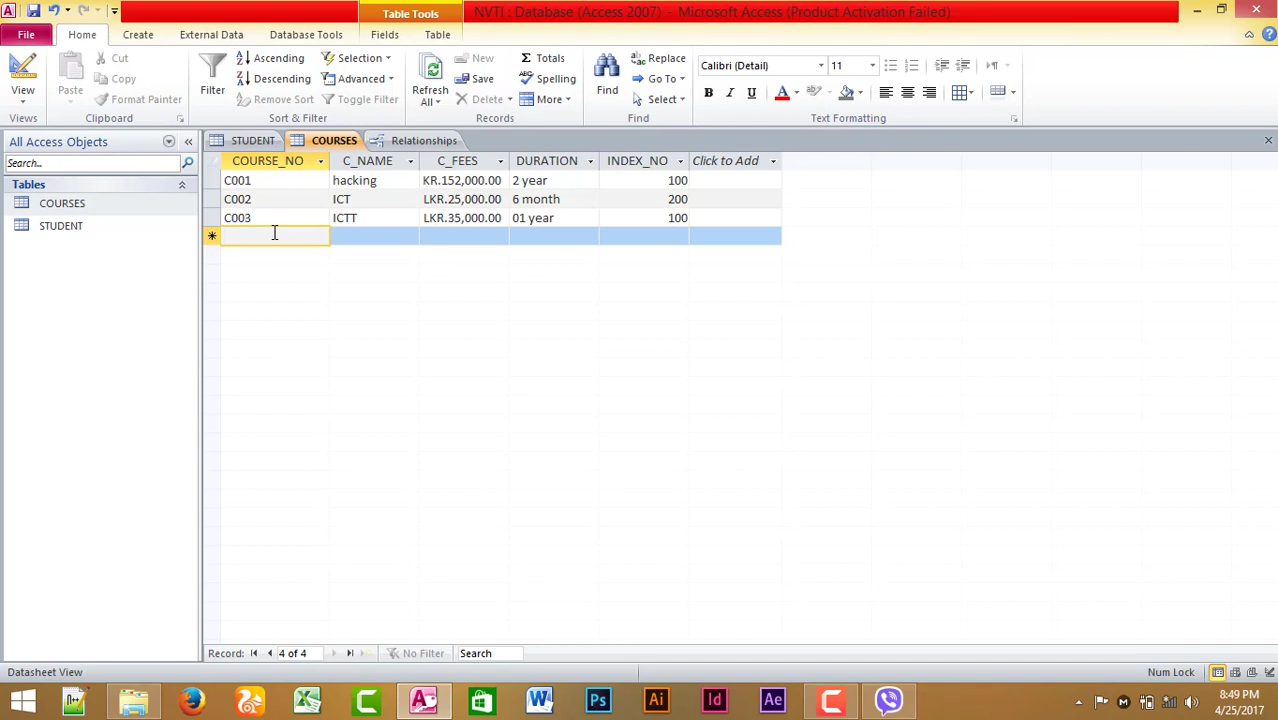 Table Tools
NVTI : Database (Access 2007) - Microsoft Access (Product Activation Failed)
File Home Create External Data Database Tools Fields Table
View
Views
Paste
Cut
Copy
Format Painter
Clipboard
Filter
Ascending
Descending
Remove Sort
Selection
Advanced
Toggle Filter
Sort & Filter
Refresh
All
New
Save
Delete
Totals
Spelling
More
Records
Find
Replace
Go To
Select
Find
Calibri (Detail) 11
B I U A
Text Formatting
All Access Objects
Search...
Tables
COURSES
STUDENT
STUDENT COURSES Relationships
COURSE_NO C_NAME C_FEES DURATION INDEX_NO Click to Add
C001 hacking KR.152,000.00 2 year 100
C002 ICT LKR.25,000.00 6 month 200
C003 ICTT LKR.35,000.00 01 year 100
Record: 4 of 4 No Filter Search
Datasheet View Num Lock
Ps Ai Id Ae
8:49 PM
4/25/2017